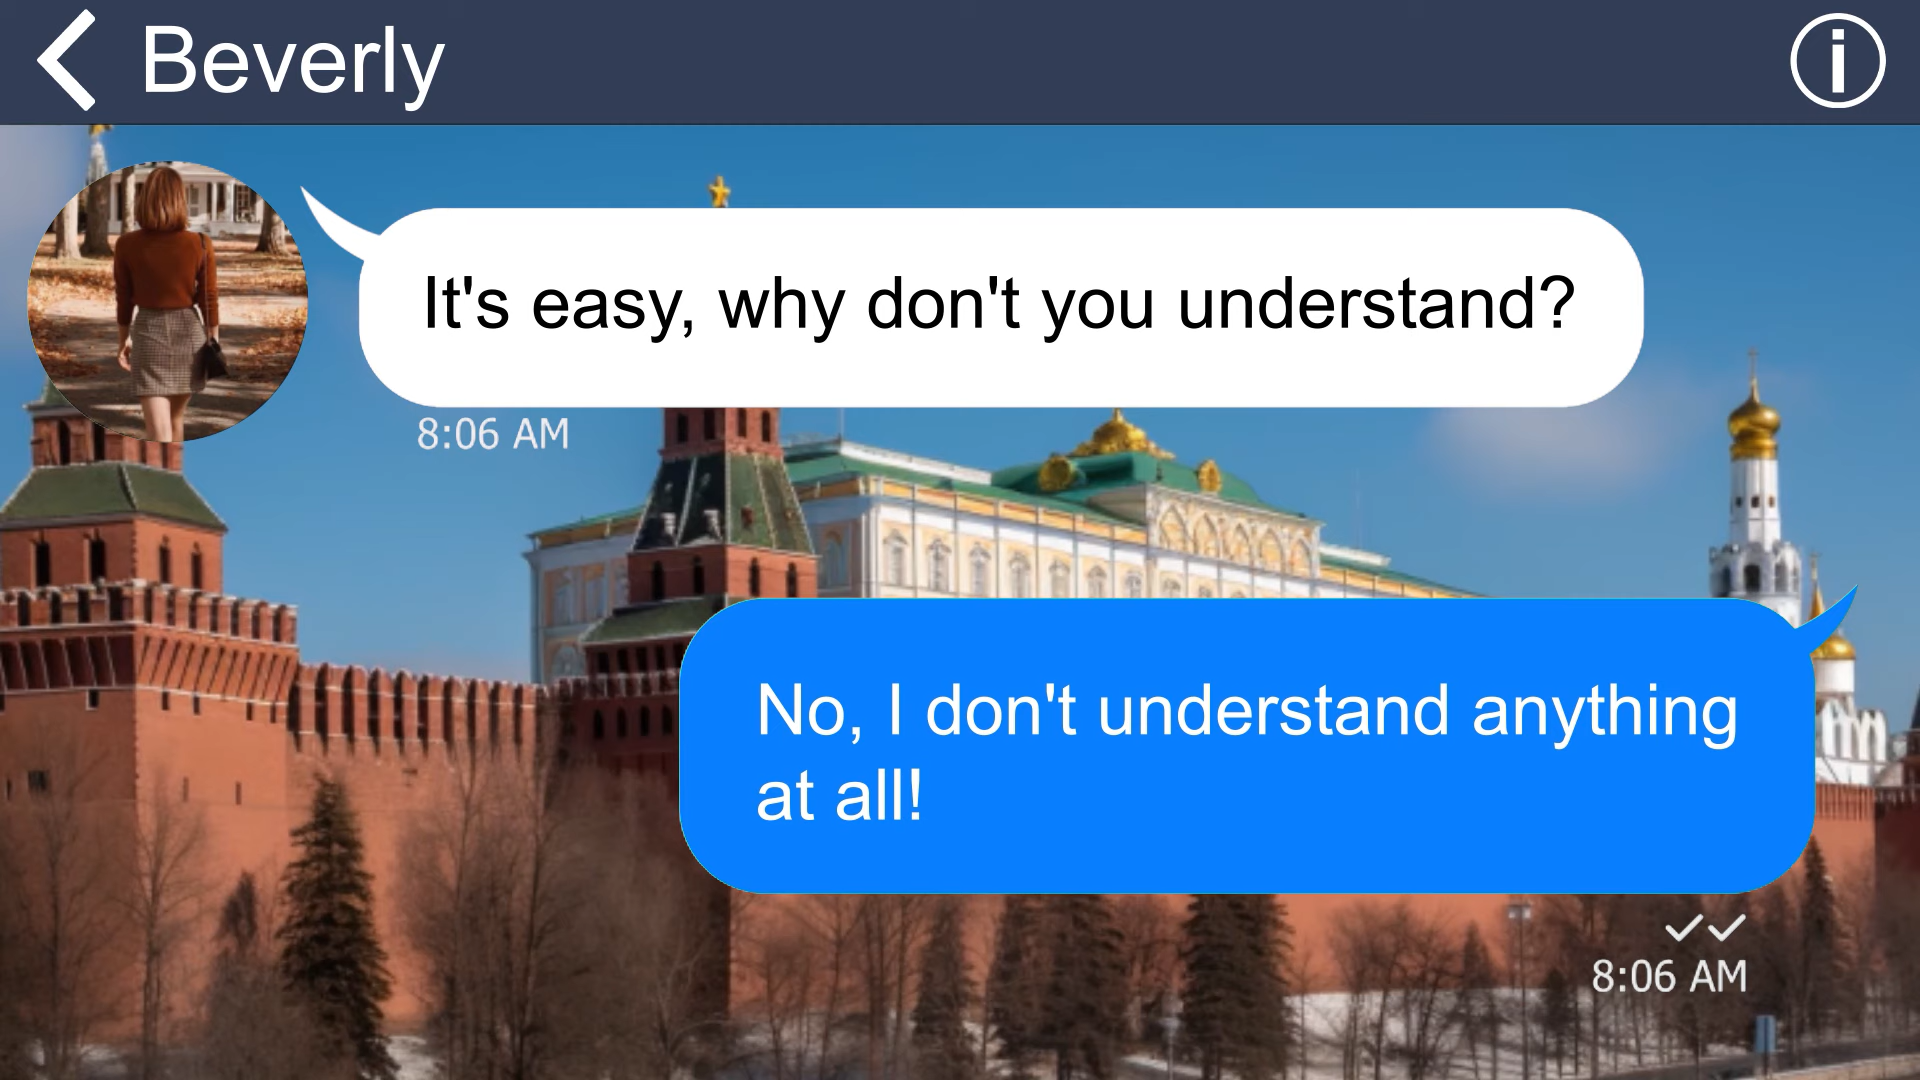 Beverly
It's easy, why don't you understand?
8:06 AM
No, I don't understand anything
at all!
8:06 AM